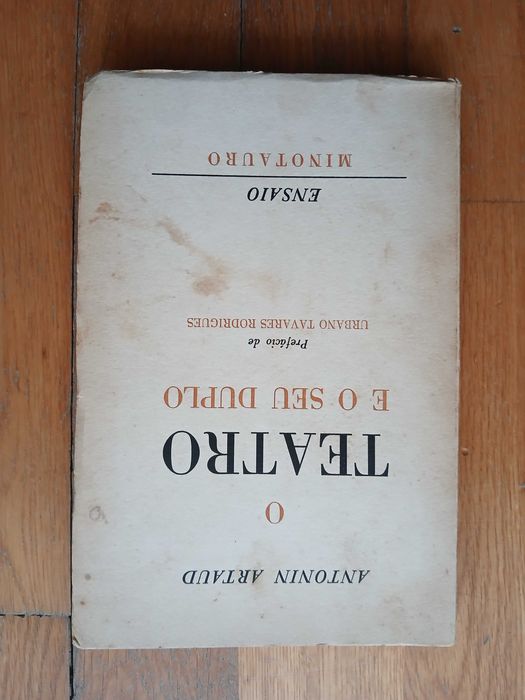 ANTONIN ARTAUD
O
TEATRO
E O SEU DUPLO
Prefácio de
URBANO TAVARES RODRIGUES
ENSAIO
MINOTAURO